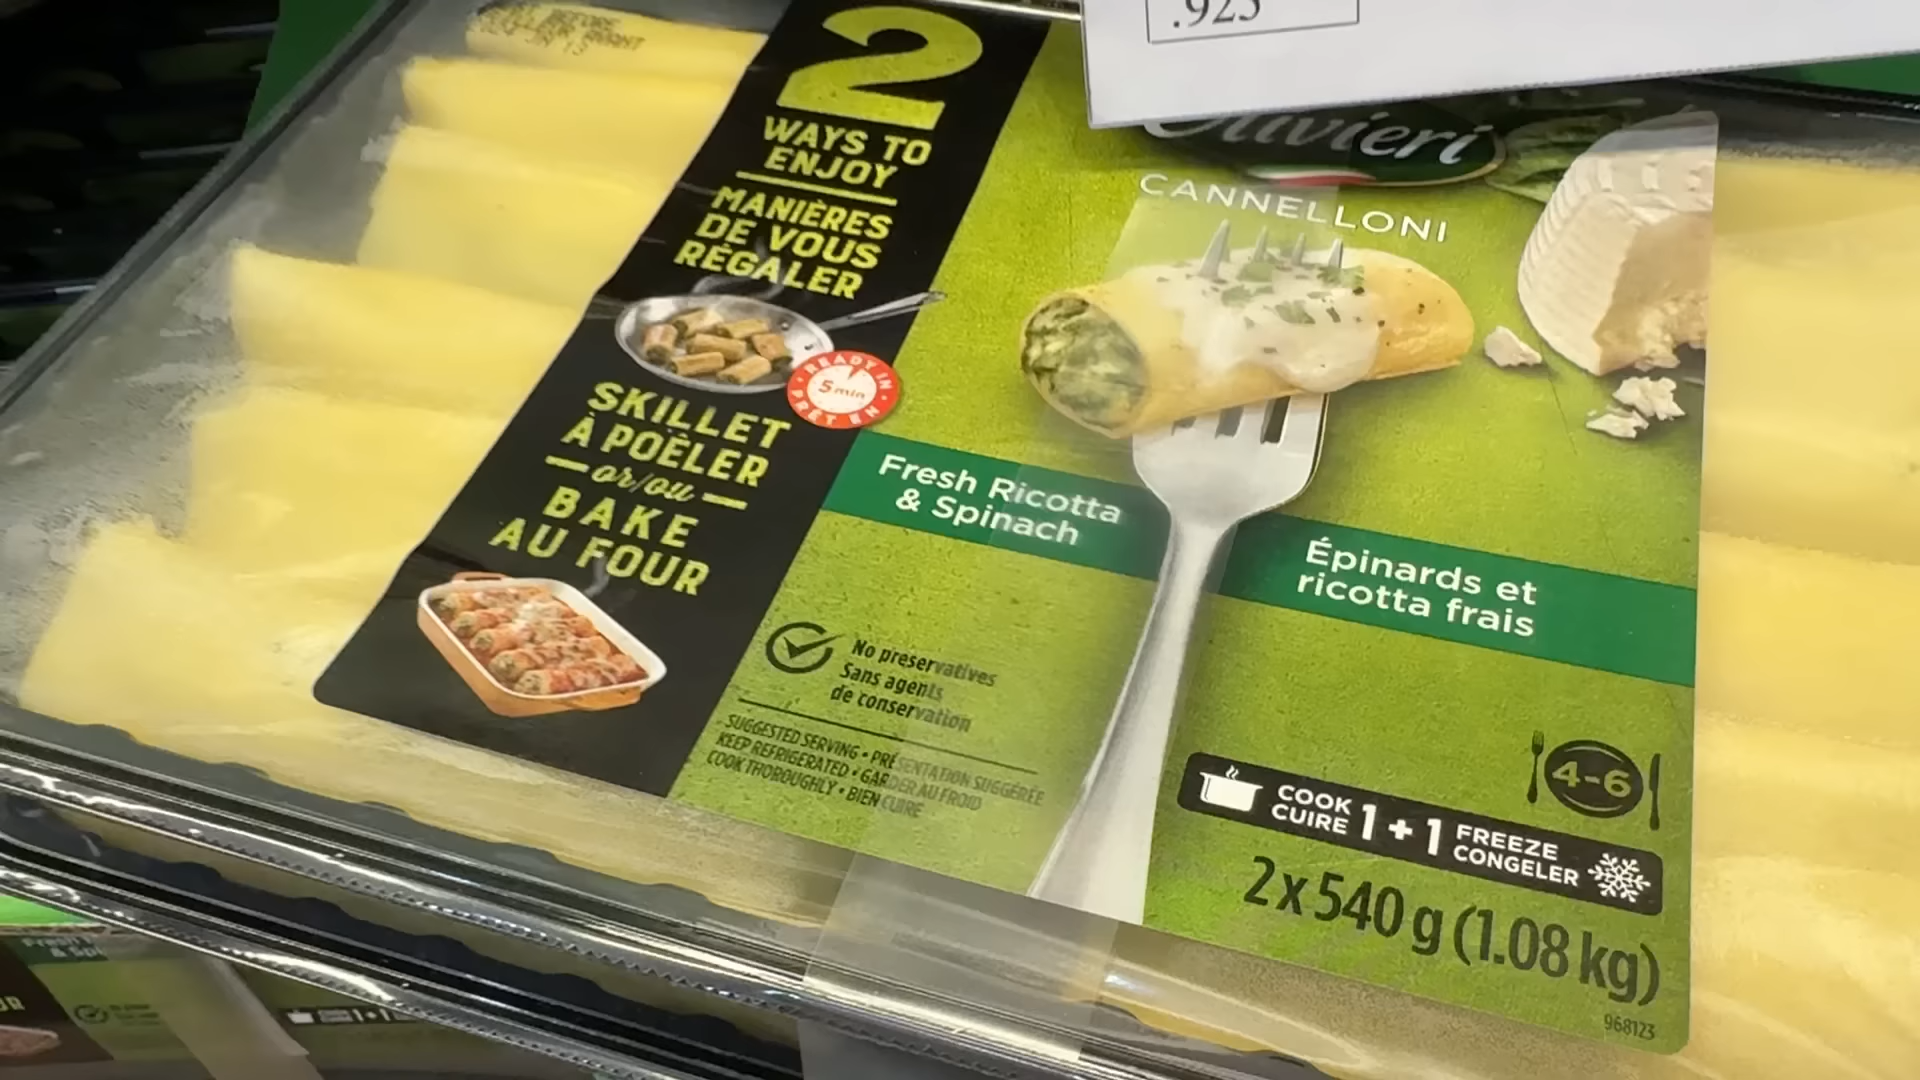 .925
2
WAYS TO
ENJOY
MANIÈRES
DE VOUS
RÉGALER
READY IN
5 min
PRÊT EN
SKILLET
À POÊLER
or/ou
BAKE
AU FOUR
Olivieri
CANNELLONI
Fresh Ricotta
& Spinach
Épinards et
ricotta frais
No preservatives
Sans agents
de conservation
SUGGESTED SERVING • PRÉSENTATION SUGGÉRÉE
KEEP REFRIGERATED • GARDER AU FROID
COOK THOROUGHLY • BIEN CUIRE
4-6
COOK
CUIRE
1 + 1
FREEZE
CONGELER
2 x 540 g (1.08 kg)
968123